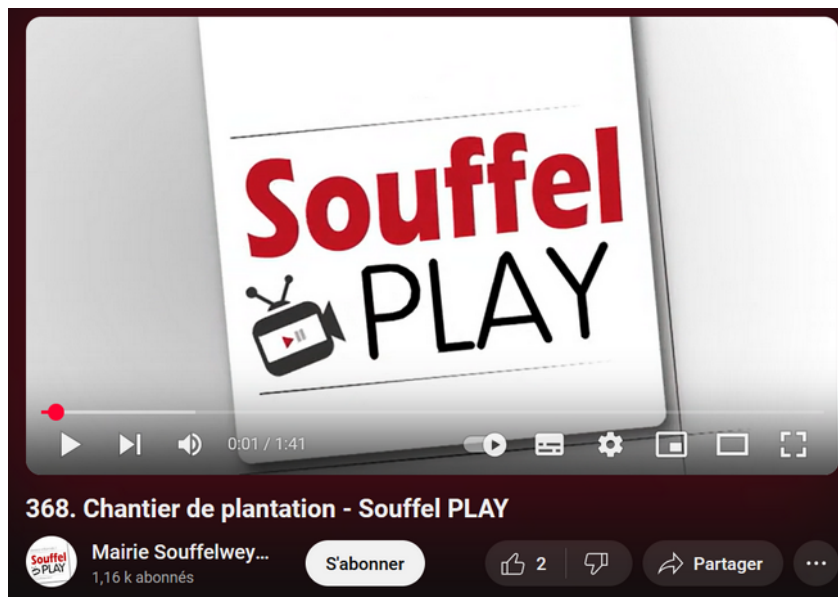 Souffel
PLAY
0:01 / 1:41
368. Chantier de plantation - Souffel PLAY
Souffel
PLAY
Mairie Souffelwey...
1,16 k abonnés
S'abonner
2
Partager